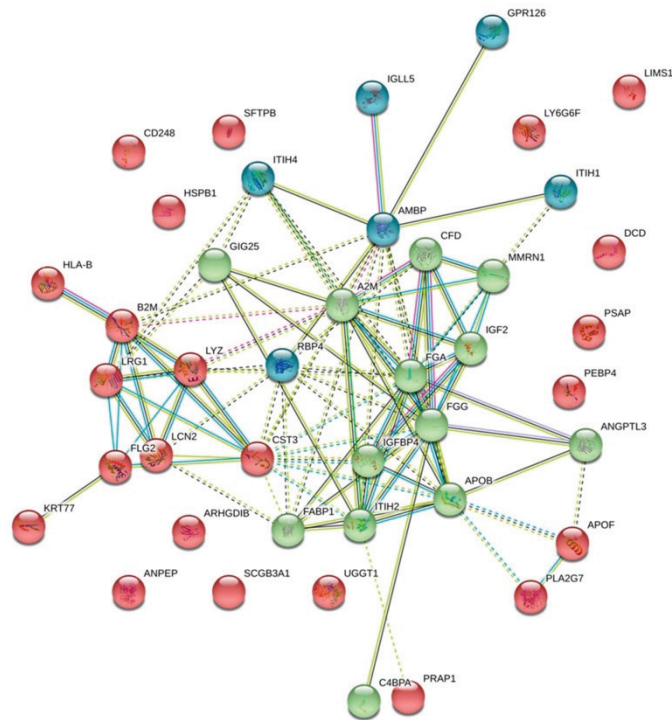 GPR126
LIMS1
IGLL5
LY6G6F
SFTPB
CD248
ITIH4
ITIH1
HSPB1
AMBP
CFD
DCD
GIG25
MMRN1
HLA-B
A2M
B2M
PSAP
IGF2
RBP4
LYZ
FGA
LRG1
PEBP4
FGG
ANGPTL3
LCN2
CST3
IGFBP4
FLG2
APOB
KRT77
ARHGDIB
FABP1
ITIH2
APOF
ANPEP
SCGB3A1
UGGT1
PLA2G7
C4BPA
PRAP1